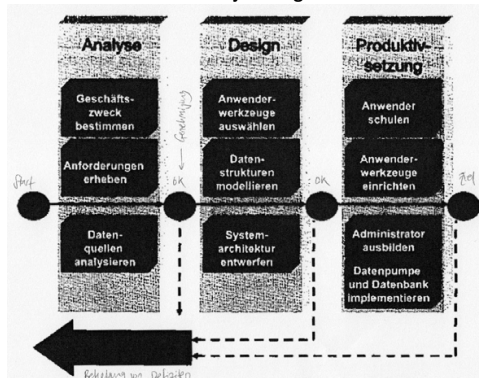 Analyse
Geschäfts-
zweck
bestimmen
Anforderungen
erheben
Daten-
quellen
analysieren
Design
Anwender-
werkzeuge
auswählen
Daten-
strukturen
modellieren
System-
architektur
entwerfen
Produktiv-
setzung
Anwender
schulen
Anwender-
werkzeuge
einrichten
Administrator
ausbilden
Datenpumpe
und Datenbank
implementieren
Start
OK
Genehmigung
OK
Ziel
Behebung von Defiziten